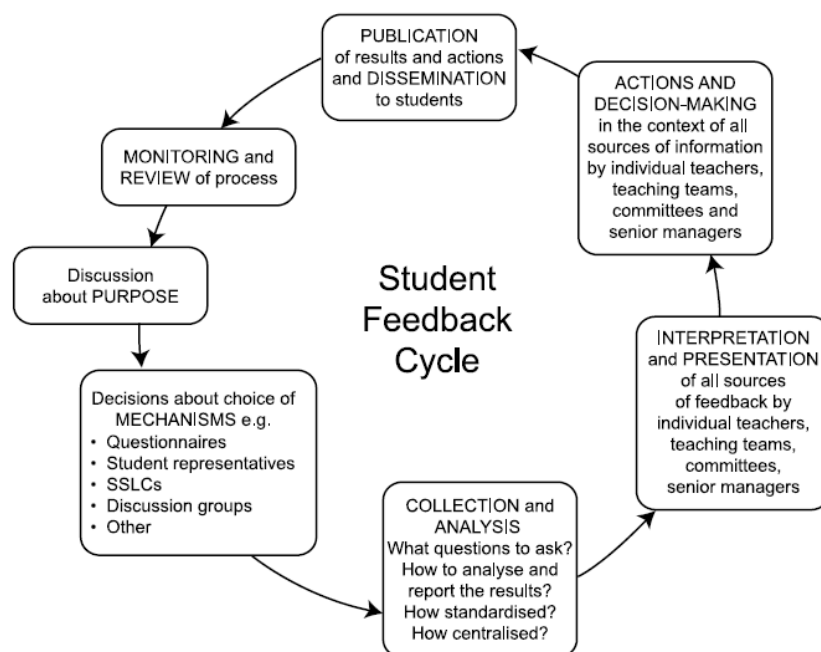 PUBLICATION
of results and actions
and DISSEMINATION
to students
ACTIONS AND
DECISION-MAKING
in the context of all
sources of information
by individual teachers,
teaching teams,
committees and
senior managers
MONITORING and
REVIEW of process
Discussion
about PURPOSE
Student
Feedback
Cycle
INTERPRETATION
and PRESENTATION
of all sources
of feedback by
individual teachers,
teaching teams,
committees,
senior managers
Decisions about choice of
MECHANISMS e.g.
• Questionnaires
• Student representatives
• SSLCs
• Discussion groups
• Other
COLLECTION and
ANALYSIS
What questions to ask?
How to analyse and
report the results?
How standardised?
How centralised?